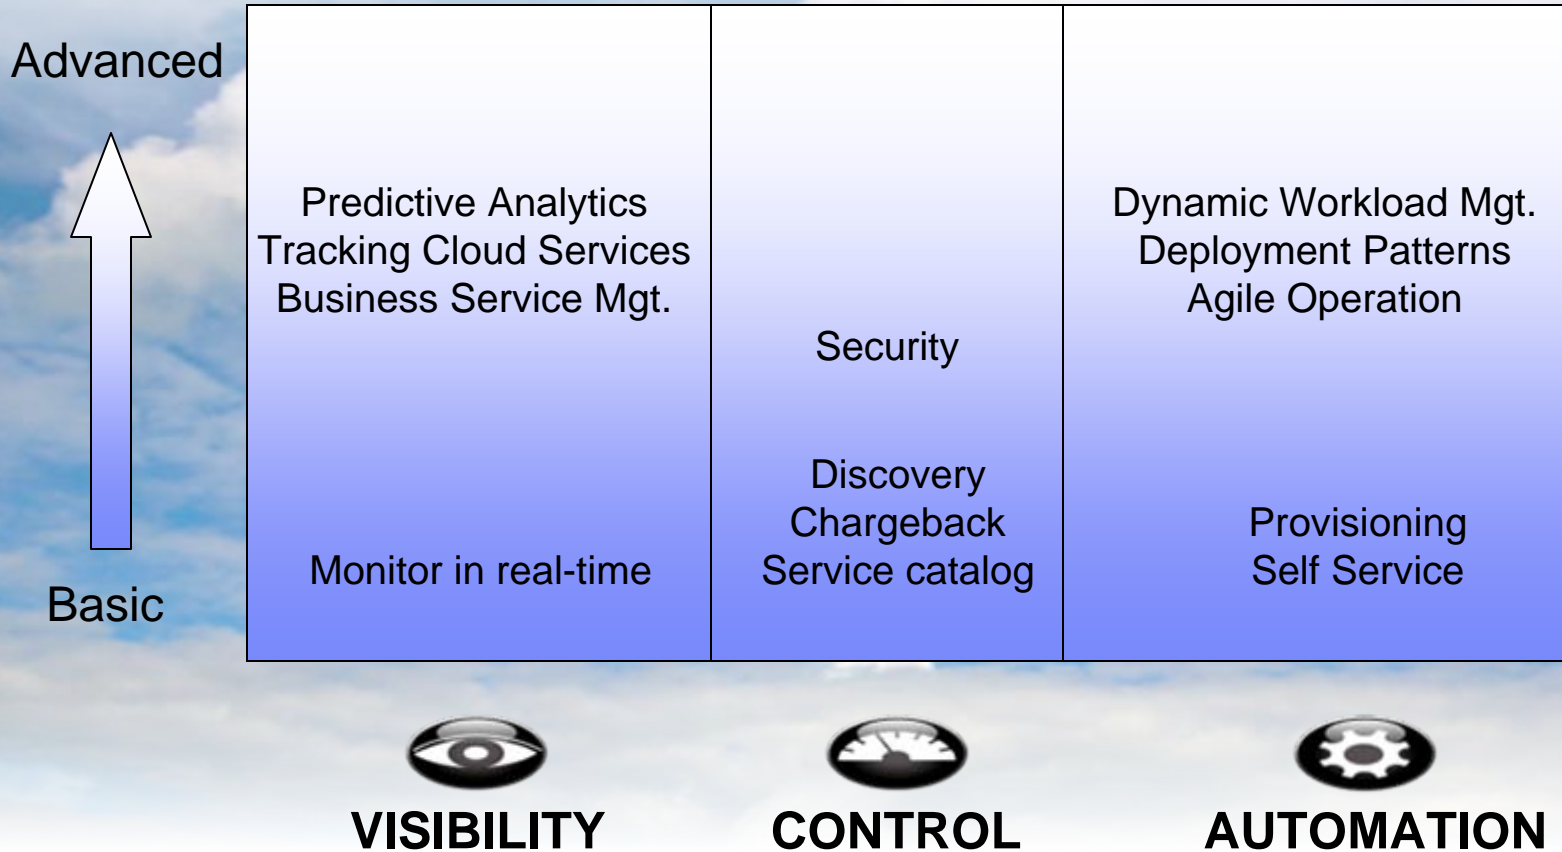 Advanced
Basic
Predictive Analytics
Tracking Cloud Services
Business Service Mgt.
Monitor in real-time
Security
Discovery
Chargeback
Service catalog
Dynamic Workload Mgt.
Deployment Patterns
Agile Operation
Provisioning
Self Service
VISIBILITY
CONTROL
AUTOMATION